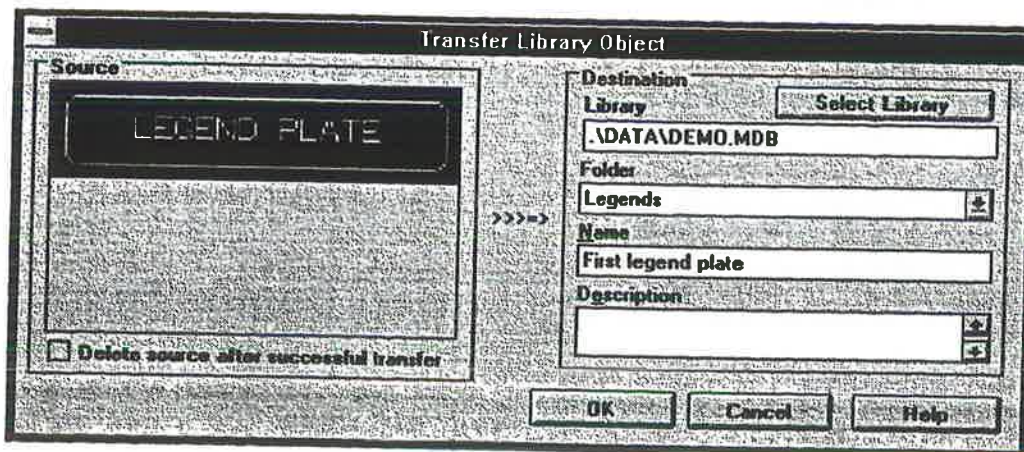 Transfer Library Object
Source
LEGEND PLATE
Delete source after successful transfer
>>>=>
Destination
Library
Select Library
.\DATA\DEMO.MDB
Folder
Legends
Name
First legend plate
Description
OK
Cancel
Help